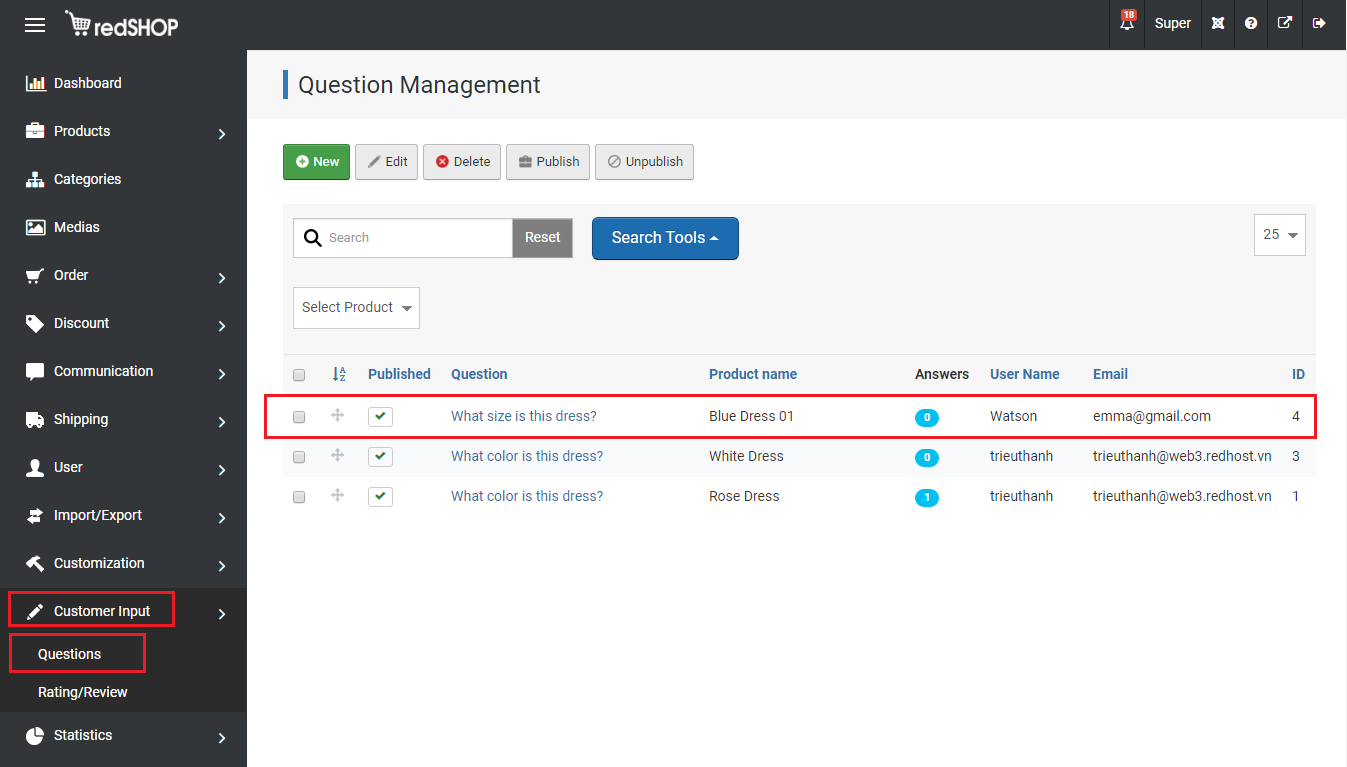 redSHOP
18
Super
Dashboard
Products
Categories
Medias
Order
Discount
Communication
Shipping
User
Import/Export
Customization
Customer Input
Questions
Rating/Review
Statistics
Question Management
New Edit Delete Publish Unpublish
Search Reset Search Tools 25
Select Product
Published Question Product name Answers User Name Email ID
What size is this dress? Blue Dress 01 0 Watson emma@gmail.com 4
What color is this dress? White Dress 0 trieuthanh trieuthanh@web3.redhost.vn 3
What color is this dress? Rose Dress 1 trieuthanh trieuthanh@web3.redhost.vn 1